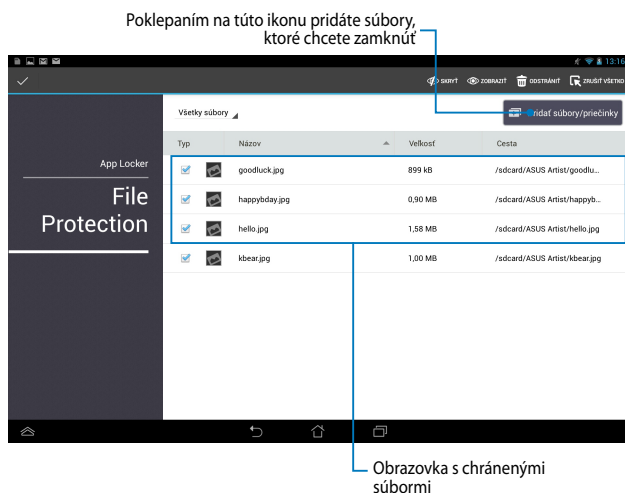 Poklepaním na túto ikonu pridáte súbory,
ktoré chcete zamknúť
13:16
SKRYŤ ZOBRAZIŤ ODSTRÁNIŤ ZRUŠIŤ VŠETKO
Všetky súbory
Pridať súbory/priečinky
Typ Názov Veľkosť Cesta
App Locker
File
Protection
goodluck.jpg 899 kB /sdcard/ASUS Artist/goodlu...
happybday.jpg 0,90 MB /sdcard/ASUS Artist/happyb...
hello.jpg 1,58 MB /sdcard/ASUS Artist/hello.jpg
kbear.jpg 1,00 MB /sdcard/ASUS Artist/kbear.jpg
Obrazovka s chránenými
súbormi